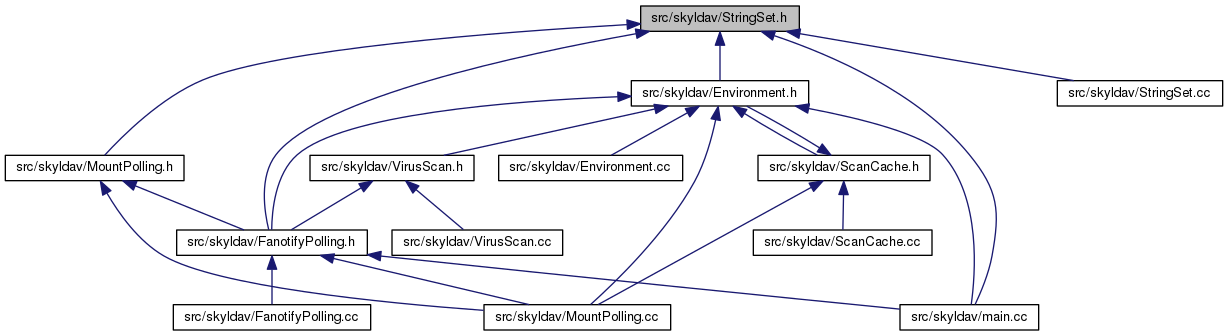 src/skyldav/StringSet.h
src/skyldav/Environment.h
src/skyldav/StringSet.cc
src/skyldav/MountPolling.h
src/skyldav/VirusScan.h
src/skyldav/Environment.cc
src/skyldav/ScanCache.h
src/skyldav/FanotifyPolling.h
src/skyldav/VirusScan.cc
src/skyldav/ScanCache.cc
src/skyldav/FanotifyPolling.cc
src/skyldav/MountPolling.cc
src/skyldav/main.cc